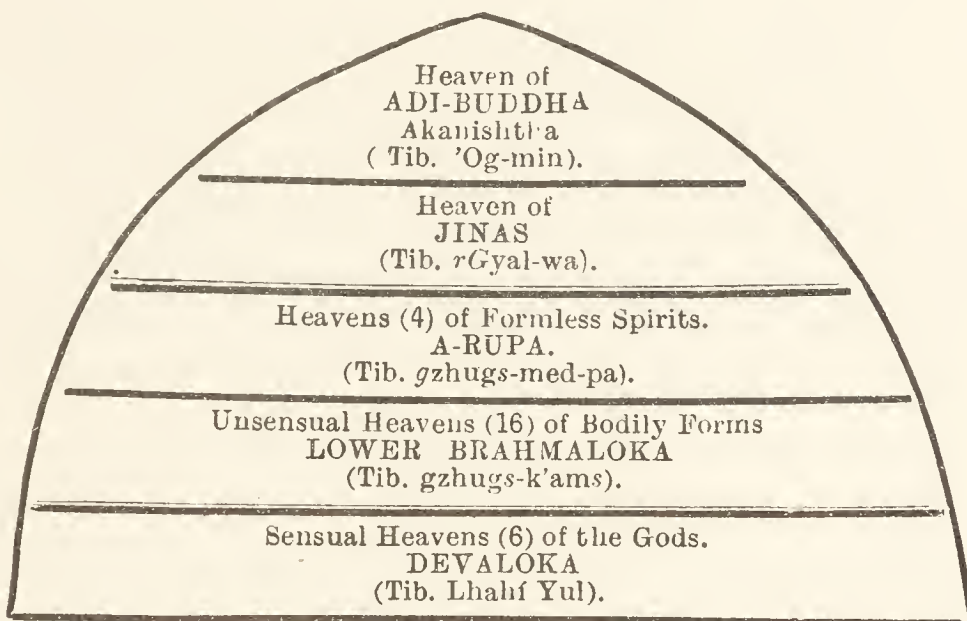 Heaven of
ADI-BUDDHA
Akanishtha
( Tib. 'Og-min).
Heaven of
JINAS
(Tib. rGyal-wa).
Heavens (4) of Formless Spirits.
A-RUPA.
(Tib. gzhugs-med-pa).
Unsensual Heavens (16) of Bodily Forms
LOWER BRAHMALOKA
(Tib. gzhugs-k'ams).
Sensual Heavens (6) of the Gods.
DEVALOKA
(Tib. Lhahí Yul).